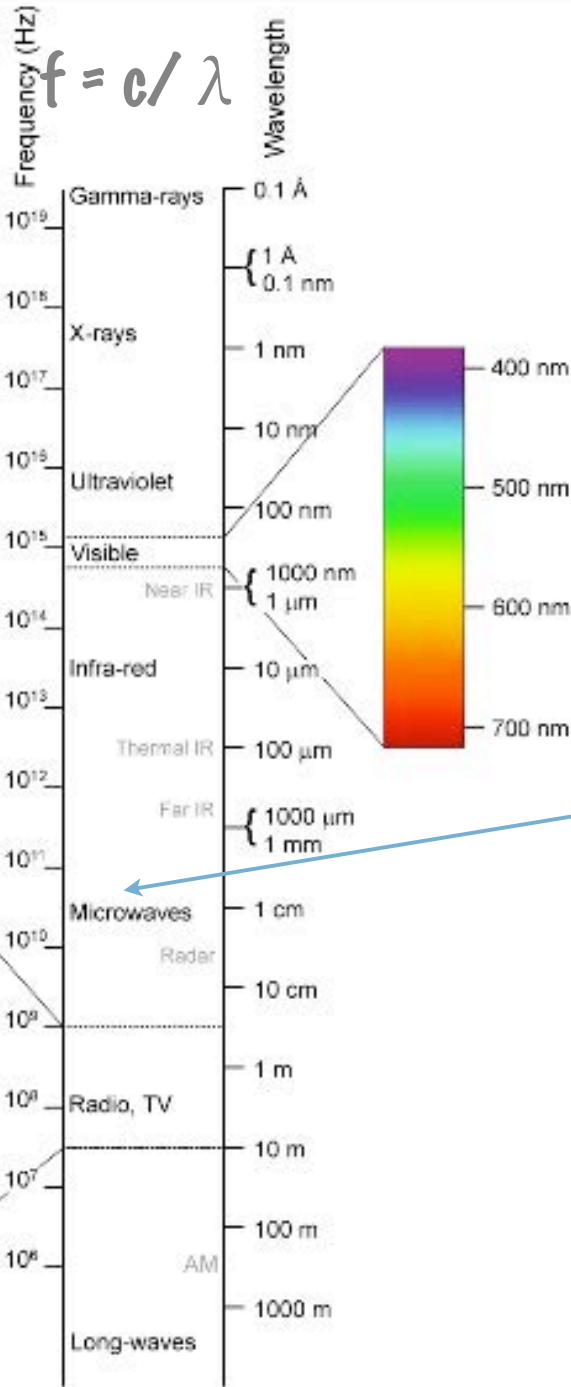 Frequency (Hz)
f = c/ λ
Wavelength
Gamma-rays
0.1 Å
10¹⁹
1 Å
0.1 nm
10¹⁸
X-rays
1 nm
400 nm
10¹⁷
10 nm
10¹⁶
Ultraviolet
500 nm
100 nm
10¹⁵
Visible
1000 nm
Near IR
1 μm
600 nm
10¹⁴
Infra-red
10 μm
10¹³
700 nm
Thermal IR
100 μm
10¹²
Far IR
1000 μm
1 mm
10¹¹
Microwaves
1 cm
10¹⁰
Radar
10 cm
10⁹
1 m
10⁸
Radio, TV
10 m
10⁷
100 m
10⁶
AM
1000 m
Long-waves